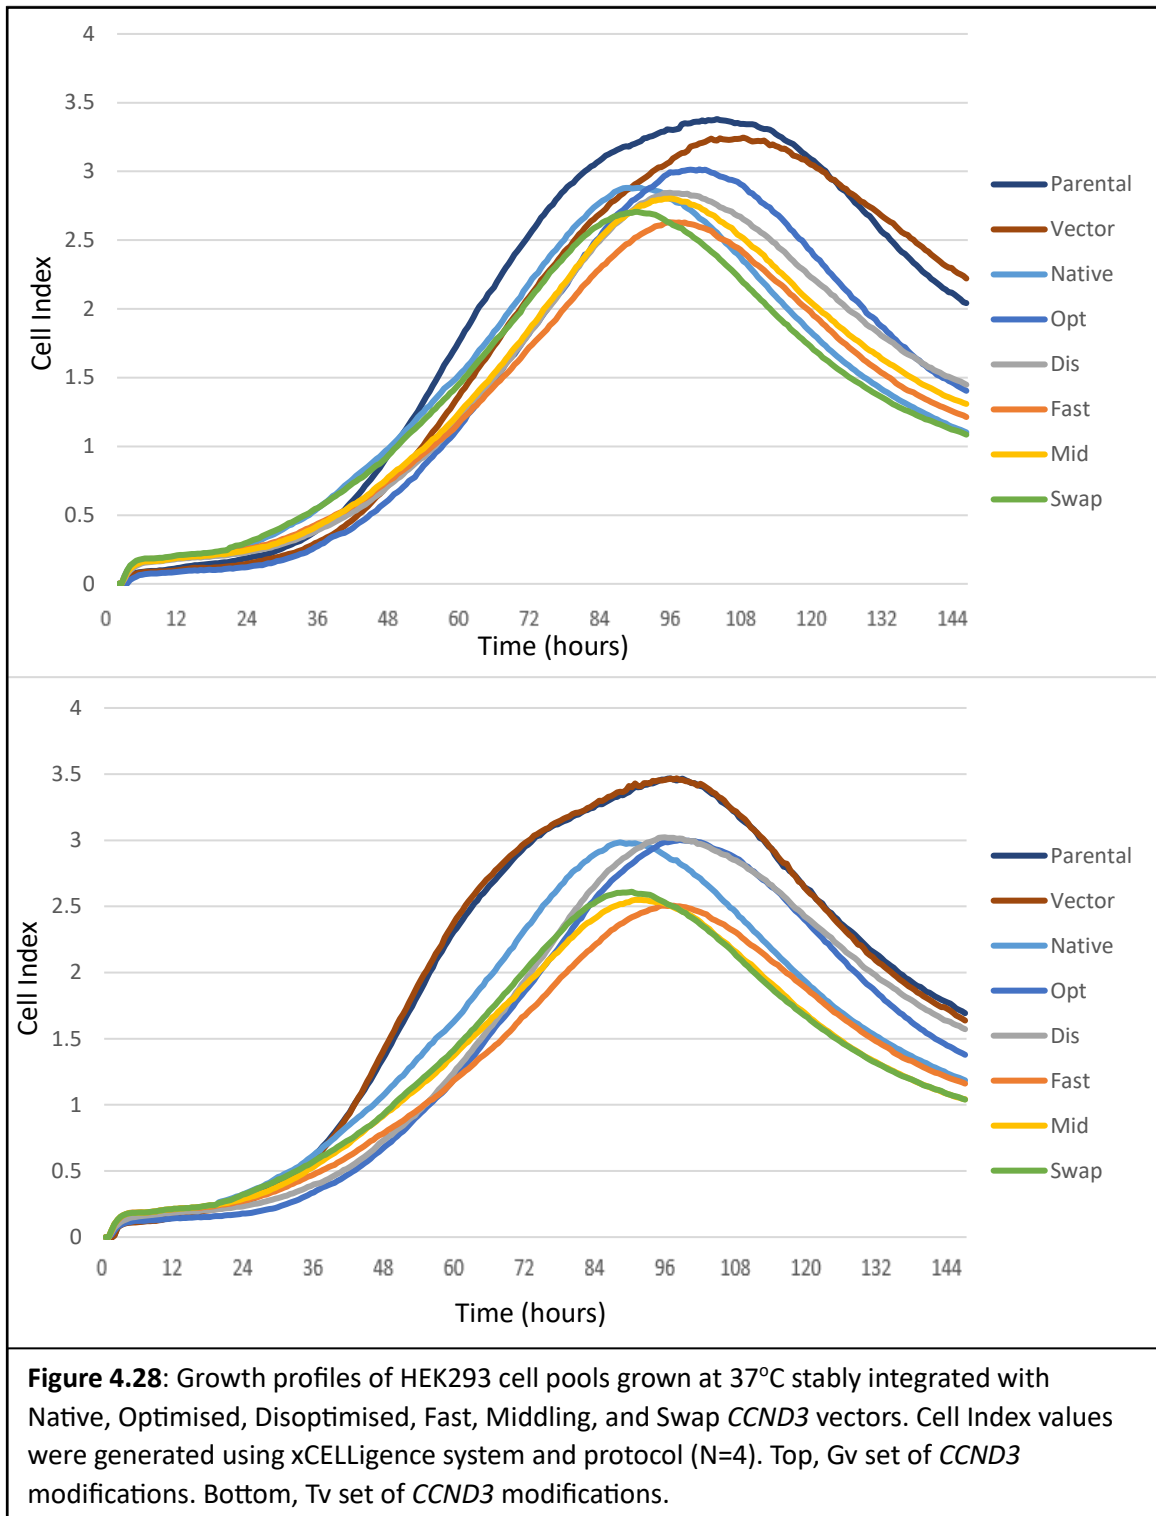 4
3.5
3
2.5
2
1.5
1
0.5
0
Cell Index
0 12 24 36 48 60 72 84 96 108 120 132 144
Time (hours)
Parental
Vector
Native
Opt
Dis
Fast
Mid
Swap
4
3.5
3
2.5
2
1.5
1
0.5
0
Cell Index
0 12 24 36 48 60 72 84 96 108 120 132 144
Time (hours)
Parental
Vector
Native
Opt
Dis
Fast
Mid
Swap
Figure 4.28: Growth profiles of HEK293 cell pools grown at 37°C stably integrated with
Native, Optimised, Disoptimised, Fast, Middling, and Swap CCND3 vectors. Cell Index values
were generated using xCELLigence system and protocol (N=4). Top, Gv set of CCND3
modifications. Bottom, Tv set of CCND3 modifications.